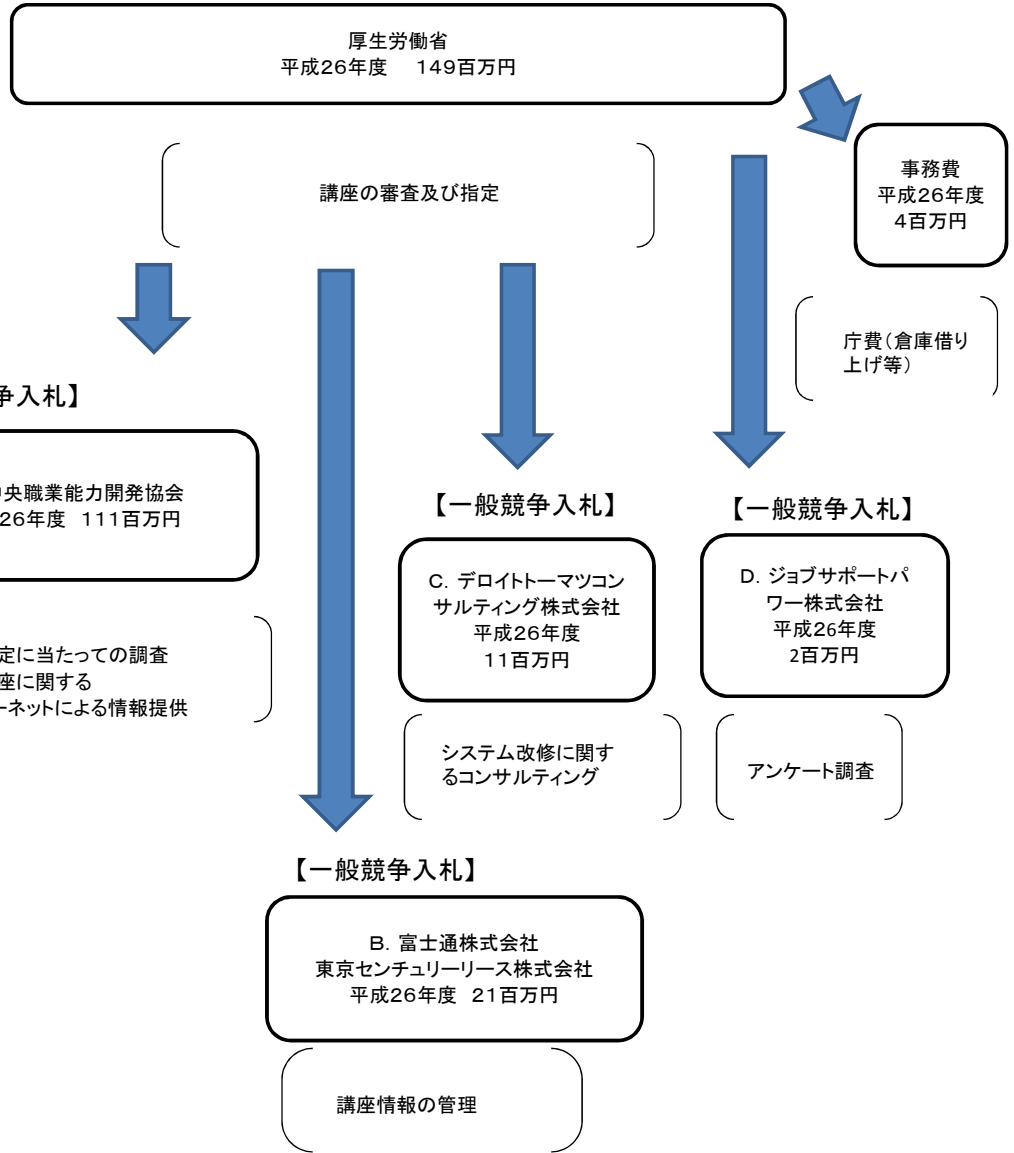 厚生労働省
平成26年度　149百万円
講座の審査及び指定
事務費
平成26年度
4百万円
庁費（倉庫借り
上げ等）
争入札】
中央職業能力開発協会
26年度　111百万円
定に当たっての調査
座に関する
ーネットによる情報提供
【一般競争入札】
C．デロイトトーマツコン
サルティング株式会社
平成26年度
11百万円
システム改修に関す
るコンサルティング
【一般競争入札】
D．ジョブサポートパ
ワー株式会社
平成26年度
2百万円
アンケート調査
【一般競争入札】
B．富士通株式会社
東京センチュリーリース株式会社
平成26年度　21百万円
講座情報の管理